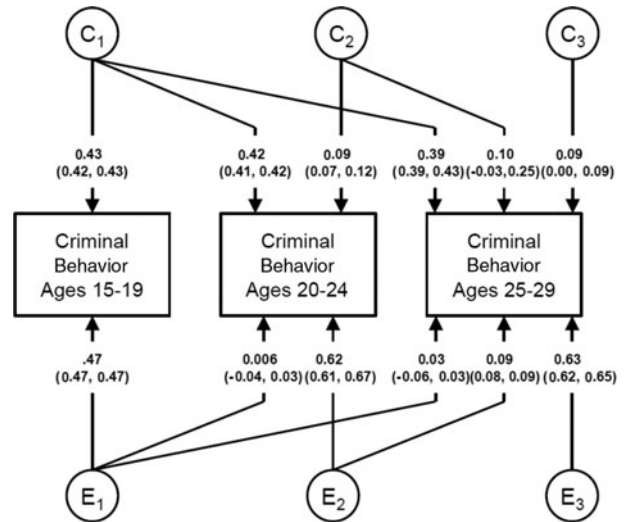 C1
C2
C3
0.43
(0.42, 0.43)
0.42
(0.41, 0.42)
0.09
(0.07, 0.12)
0.39
(0.39, 0.43)
0.10
(-0.03,0.25)
0.09
(0.00, 0.09)
Criminal
Behavior
Ages 15-19
Criminal
Behavior
Ages 20-24
Criminal
Behavior
Ages 25-29
.47
(0.47, 0.47)
0.006
(-0.04, 0.03)
0.62
(0.61, 0.67)
0.03
(-0.06, 0.03)
0.09
(0.08, 0.09)
0.63
(0.62, 0.65)
E1
E2
E3